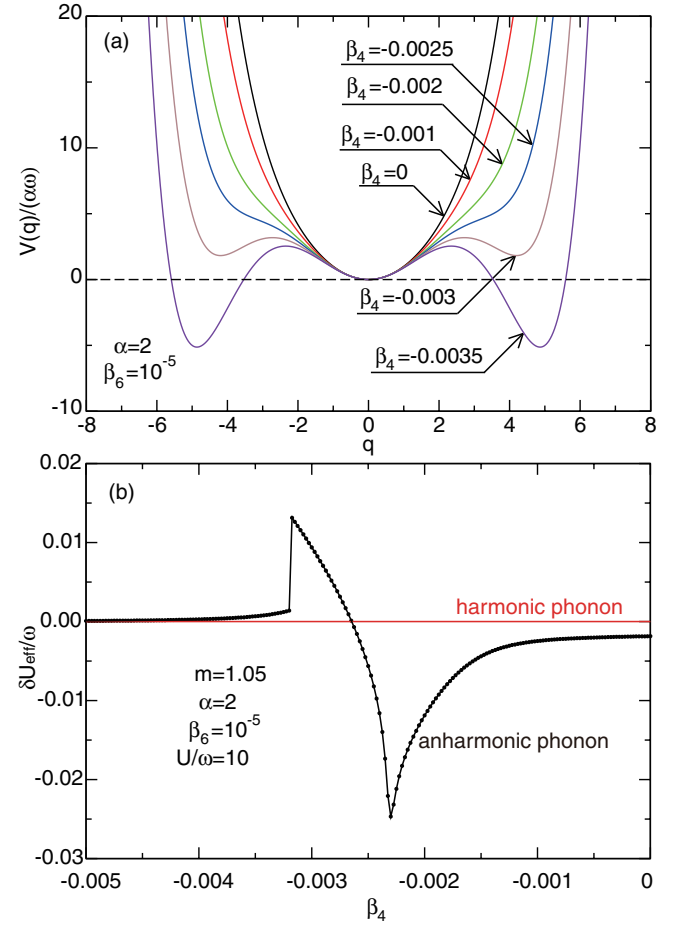 20
(a)
β₄=-0.0025
β₄=-0.002
10
β₄=-0.001
β₄=0
V(q)/(αω)
0
β₄=-0.003
α=2
β₆=10⁻⁵
β₄=-0.0035
-10
-8 -6 -4 -2 0 2 4 6 8
q
0.02
(b)
0.01
harmonic phonon
0.00
δU_eff/ω
m=1.05
α=2
-0.01
β₆=10⁻⁵
anharmonic phonon
U/ω=10
-0.02
-0.03
-0.005 -0.004 -0.003 -0.002 -0.001 0
β₄